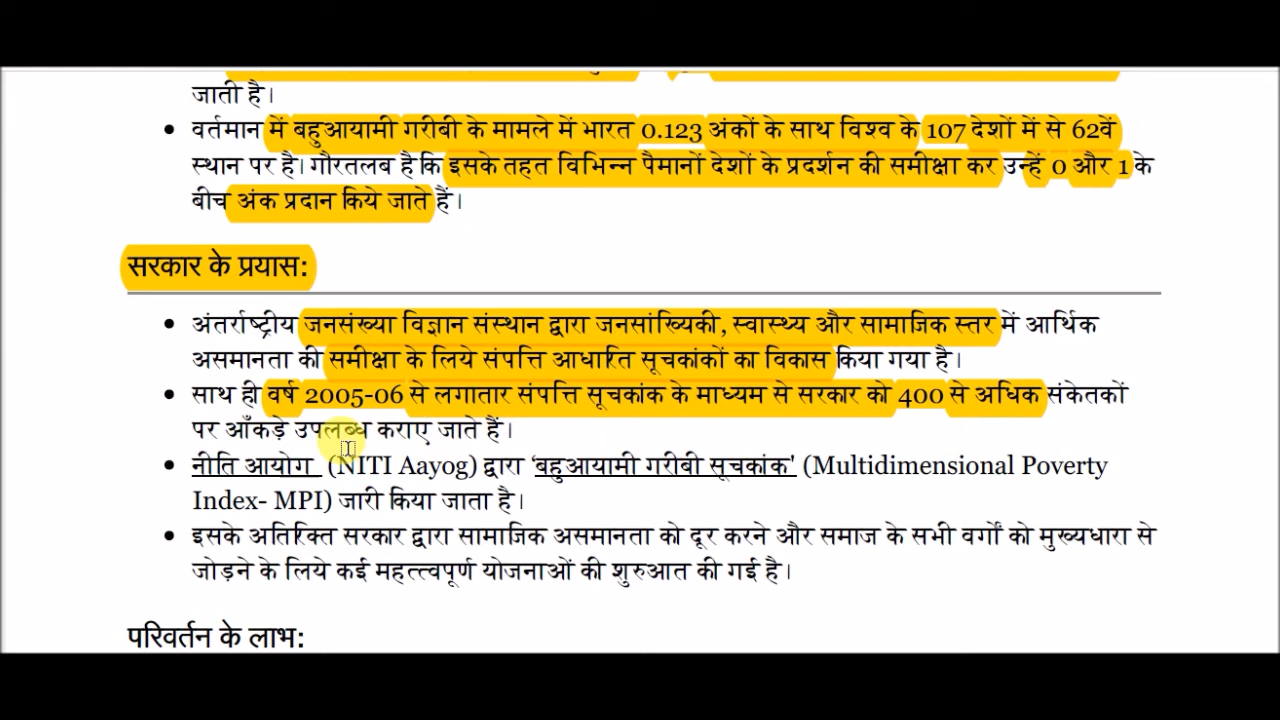 जाती है।
वर्तमान में बहुआयामी गरीबी के मामले में भारत 0.123 अंकों के साथ विश्व के 107 देशों में से 62वें
स्थान पर है। गौरतलब है कि इसके तहत विभिन्न पैमानों देशों के प्रदर्शन की समीक्षा कर उन्हें 0 और 1 के
बीच अंक प्रदान किये जाते हैं।
सरकार के प्रयास:
अंतर्राष्ट्रीय जनसंख्या विज्ञान संस्थान द्वारा जनसांख्यिकी, स्वास्थ्य और सामाजिक स्तर में आर्थिक
असमानता की समीक्षा के लिये संपत्ति आधारित सूचकांकों का विकास किया गया है।
साथ ही वर्ष 2005-06 से लगातार संपत्ति सूचकांक के माध्यम से सरकार को 400 से अधिक संकेतकों
पर आँकड़े उपलब्ध कराए जाते हैं।
नीति आयोग (NITI Aayog) द्वारा 'बहुआयामी गरीबी सूचकांक' (Multidimensional Poverty
Index- MPI) जारी किया जाता है।
इसके अतिरिक्त सरकार द्वारा सामाजिक असमानता को दूर करने और समाज के सभी वर्गों को मुख्यधारा से
जोड़ने के लिये कई महत्त्वपूर्ण योजनाओं की शुरुआत की गई है।
परिवर्तन के लाभ: